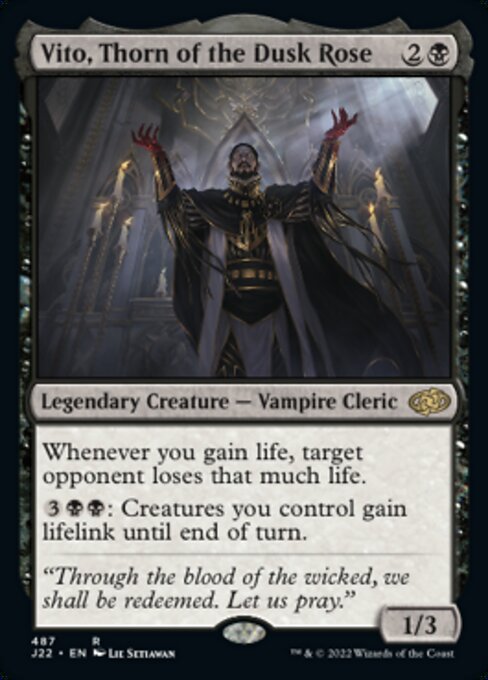 Vito, Thorn of the Dusk Rose 2
Legendary Creature — Vampire Cleric
Whenever you gain life, target
opponent loses that much life.
3: Creatures you control gain
lifelink until end of turn.
“Through the blood of the wicked, we
shall be redeemed. Let us pray.”
1/3
487 R
J22 • EN Lie Setiawan
™ & © 2022 Wizards of the Coast